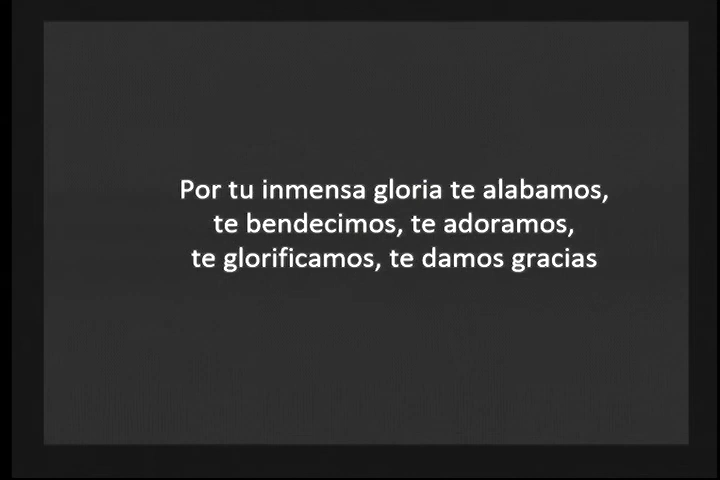 Por tu inmensa gloria te alabamos,
te bendecimos, te adoramos,
te glorificamos, te damos gracias